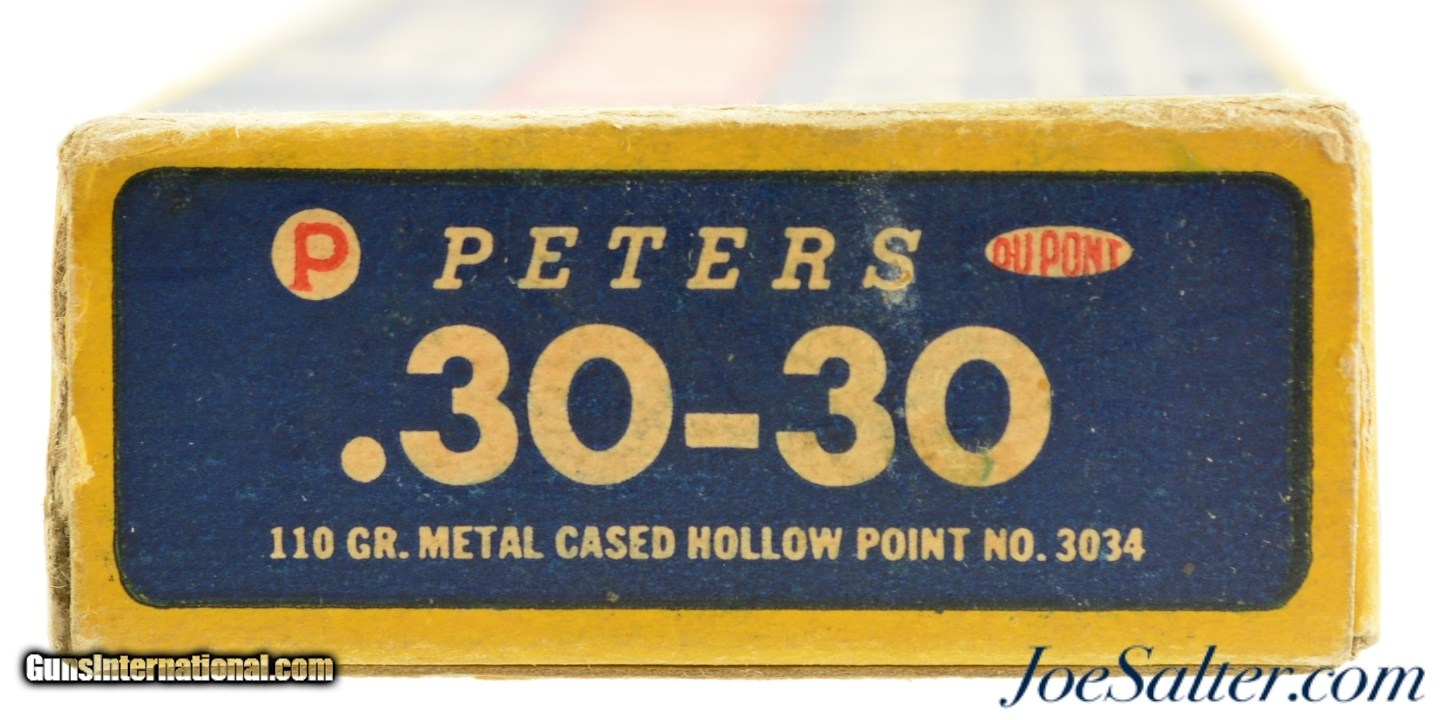 P PETERS DU PONT
.30-30
110 GR. METAL CASED HOLLOW POINT NO. 3034
GunsInternational.com
JoeSalter.com